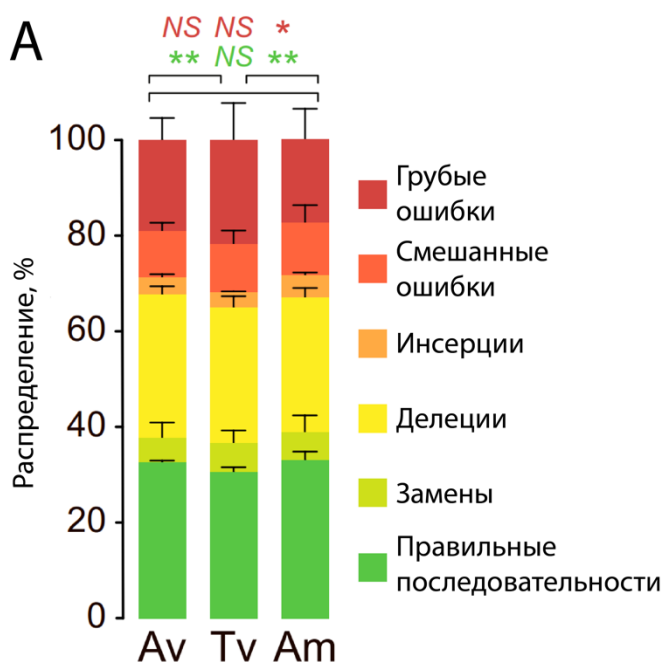 A
NS NS *
** NS **
100
80
60
40
20
0
Распределение, %
Av Tv Am
Грубые
ошибки
Смешанные
ошибки
Инсерции
Делеции
Замены
Правильные
последовательности